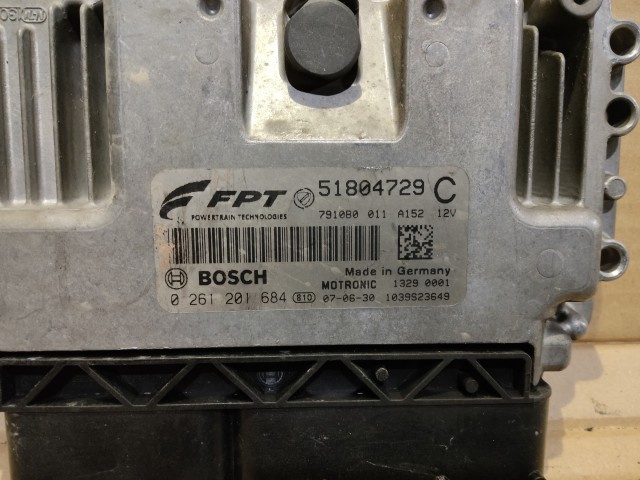 FPT 51804729 C
POWERTRAIN TECHNOLOGIES
791080 011 A152 12V
BOSCH
Made in Germany
MOTRONIC 1329 0001
0 261 201 684 810 07-06-30 1039S23649